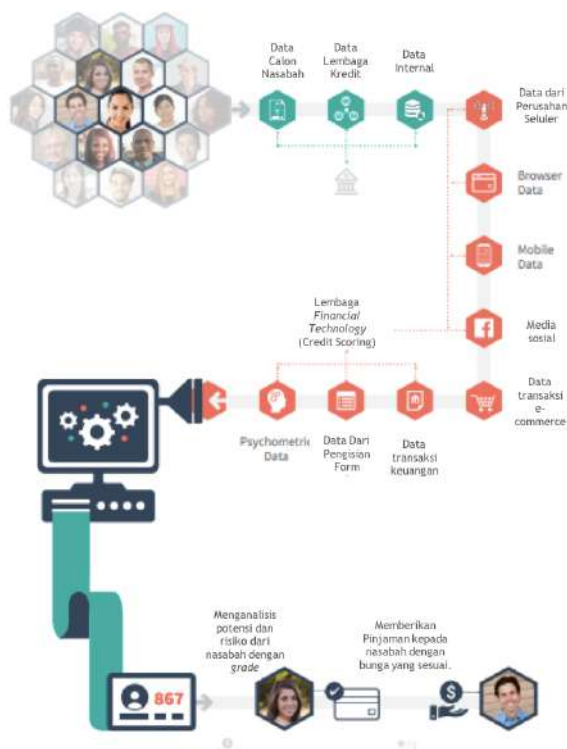 Data
Calon
Nasabah
Data
Lembaga
Kredit
Data
Internal
Data dari
Perusahan
Seluler
Browser
Data
Mobile
Data
Media
sosial
Lembaga
Financial
Technology
(Credit Scoring)
Data
transaksi
e-
commerce
Psychometric
Data
Data Dari
Pengisian
Form
Data
transaksi
keuangan
Menganalisis
potensi dan
risiko dari
nasabah dengan
grade
Memberikan
Pinjaman kepada
nasabah dengan
bunga yang sesuai.
867